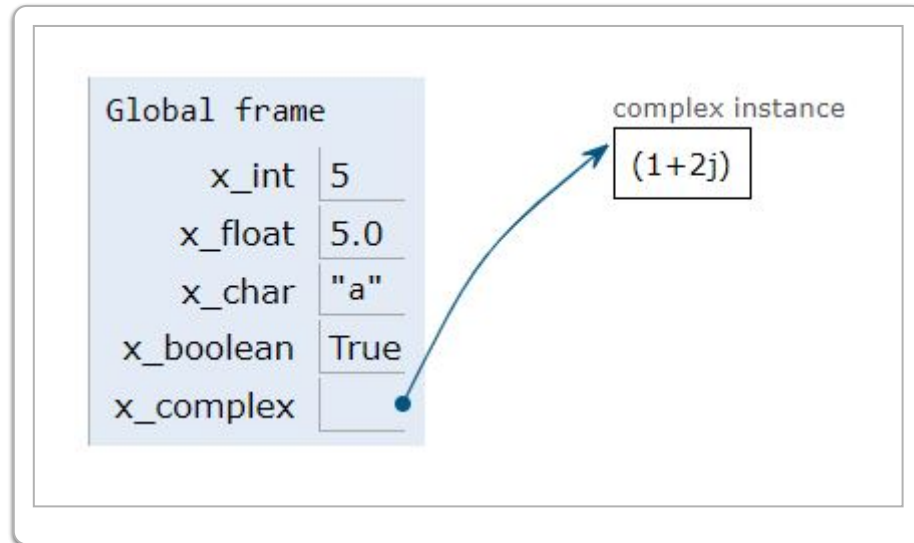 Global frame
complex instance
(1+2j)
x_int 5
x_float 5.0
x_char "a"
x_boolean True
x_complex